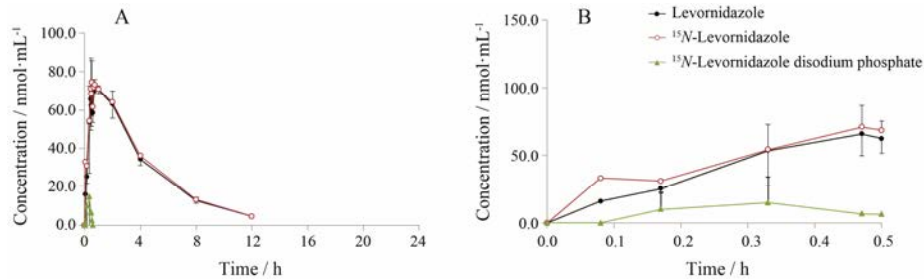 A
Concentration / nmol·mL⁻¹
100.0
80.0
60.0
40.0
20.0
0.0
0 4 8 12 16 20 24
Time / h
B
Levornidazole
¹⁵N-Levornidazole
¹⁵N-Levornidazole disodium phosphate
Concentration / nmol·mL⁻¹
150.0
100.0
50.0
0.0
0.0 0.1 0.2 0.3 0.4 0.5
Time / h